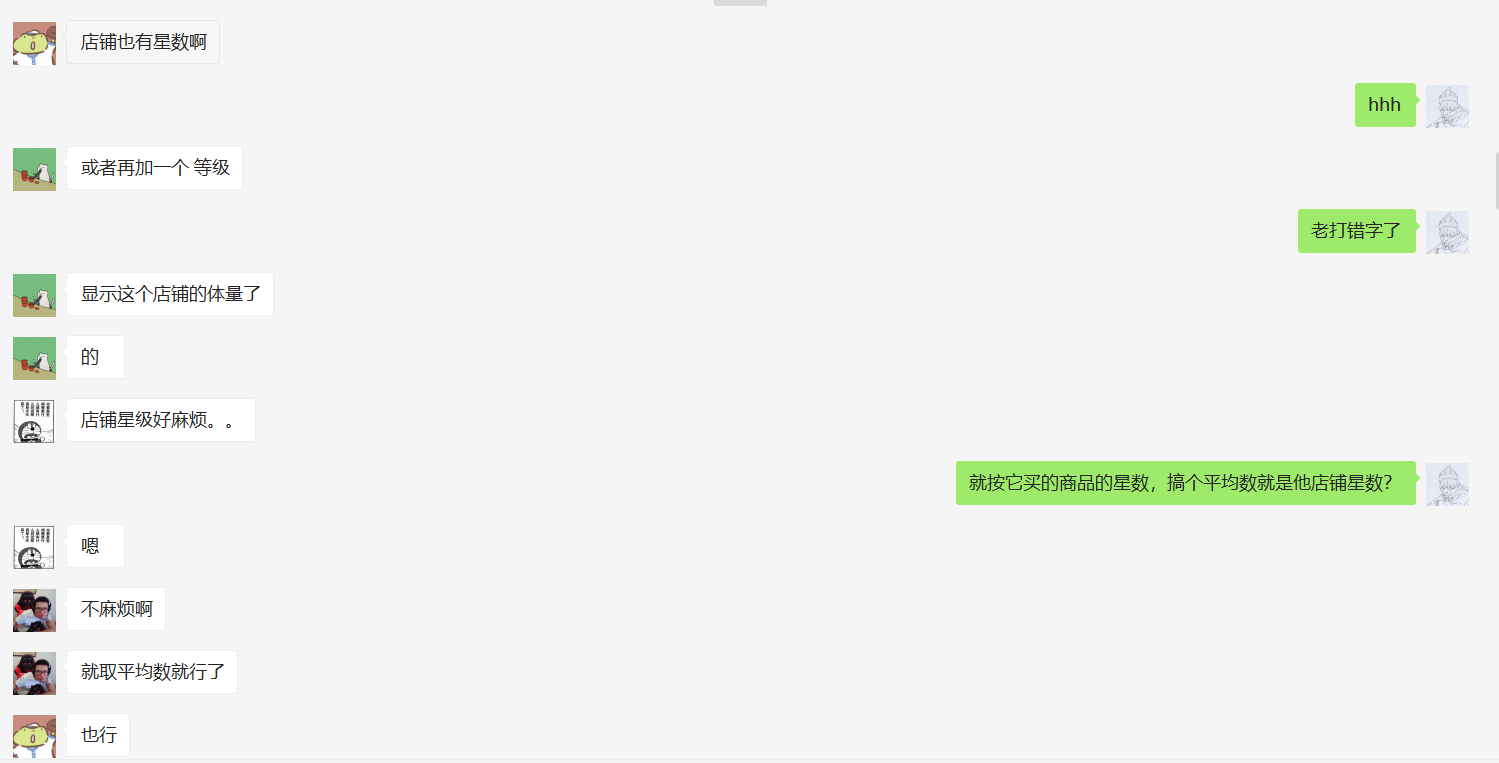 店铺也有星数啊
hhh
或者再加一个 等级
老打错字了
显示这个店铺的体量了
的
店铺星级好麻烦。。
就按它买的商品的星数，搞个平均数就是他店铺星数？
嗯
不麻烦啊
就取平均数就行了
也行